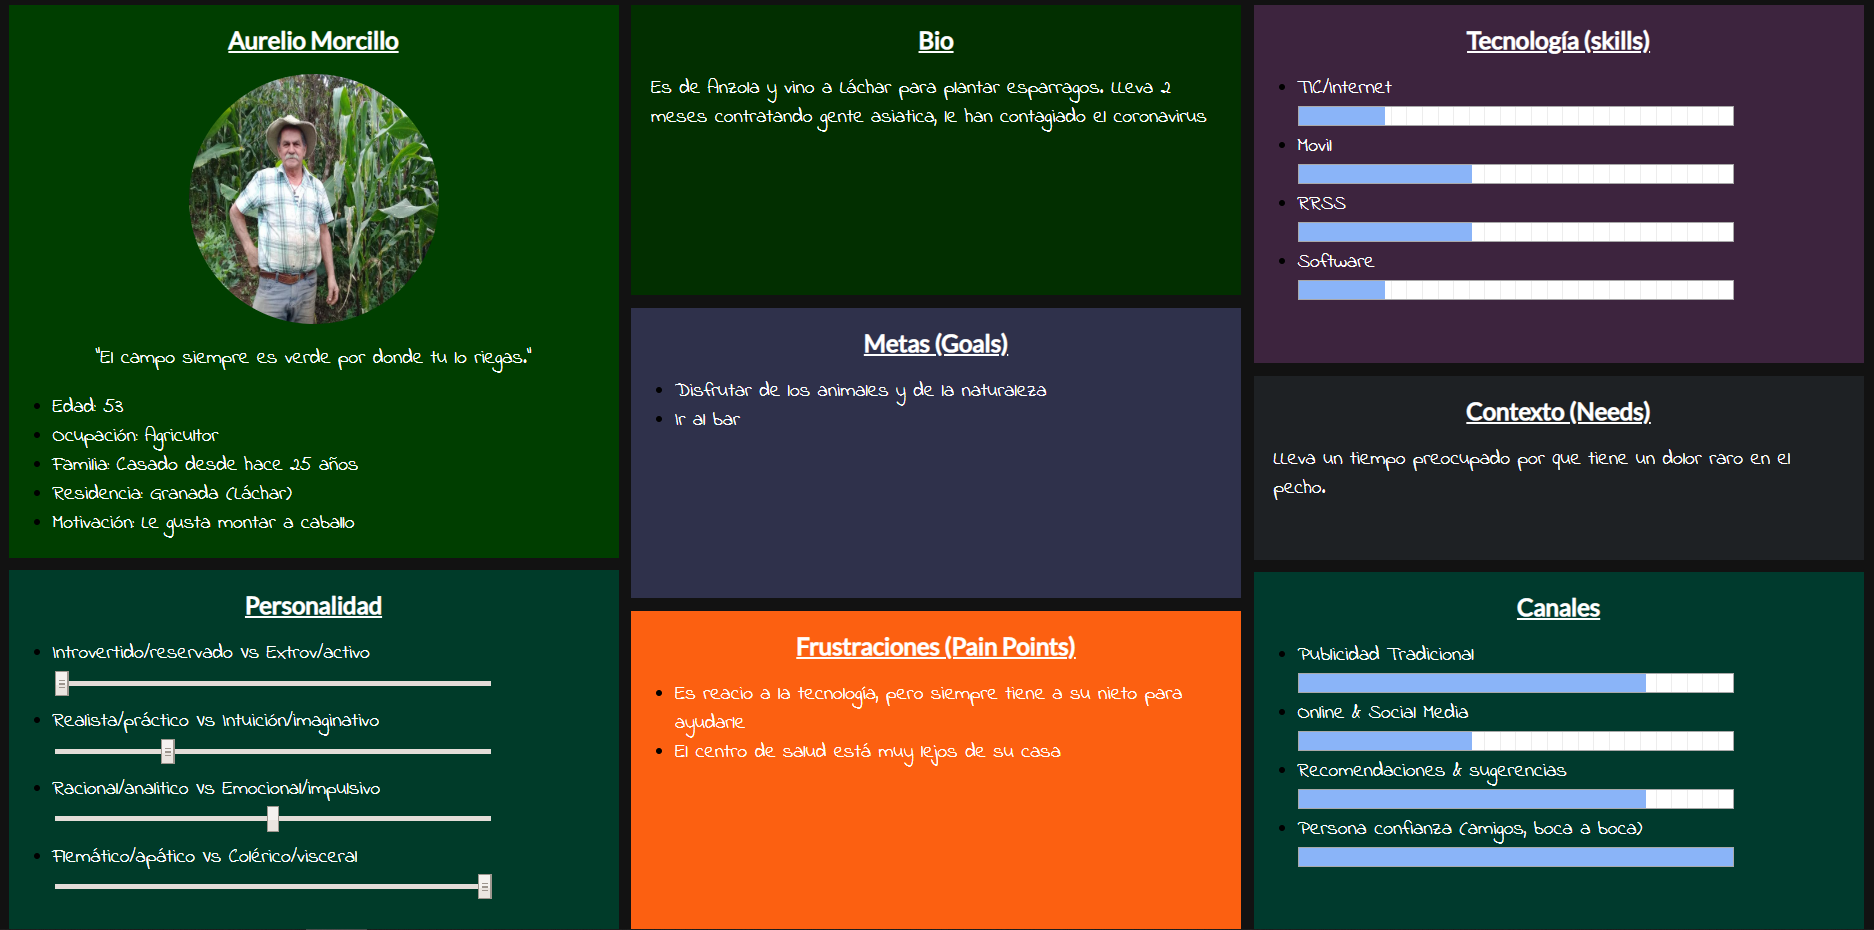 Aurelio Morcillo
"El campo siempre es verde por donde tu lo riegas."
Edad: 53
Ocupación: Agricultor
Familia: Casado desde hace 25 años
Residencia: Granada (Láchar)
Motivación: Le gusta montar a caballo
Personalidad
Introvertido/reservado vs Extrov/activo
Realista/práctico vs Intuición/imaginativo
Racional/analitico vs Emocional/impulsivo
Flemático/apático vs Colérico/visceral
Bio
Es de Anzola y vino a Láchar para plantar esparragos. Lleva 2
meses contratando gente asiatica, le han contagiado el coronavirus
Metas (Goals)
Disfrutar de los animales y de la naturaleza
Ir al bar
Frustraciones (Pain Points)
Es reacio a la tecnología, pero siempre tiene a su nieto para
ayudarle
El centro de salud está muy lejos de su casa
Tecnología (skills)
TIC/Internet
Movil
RRSS
Software
Contexto (Needs)
Lleva un tiempo preocupado por que tiene un dolor raro en el
pecho.
Canales
Publicidad Tradicional
Online & Social Media
Recomendaciones & sugerencias
Persona confianza (amigos, boca a boca)